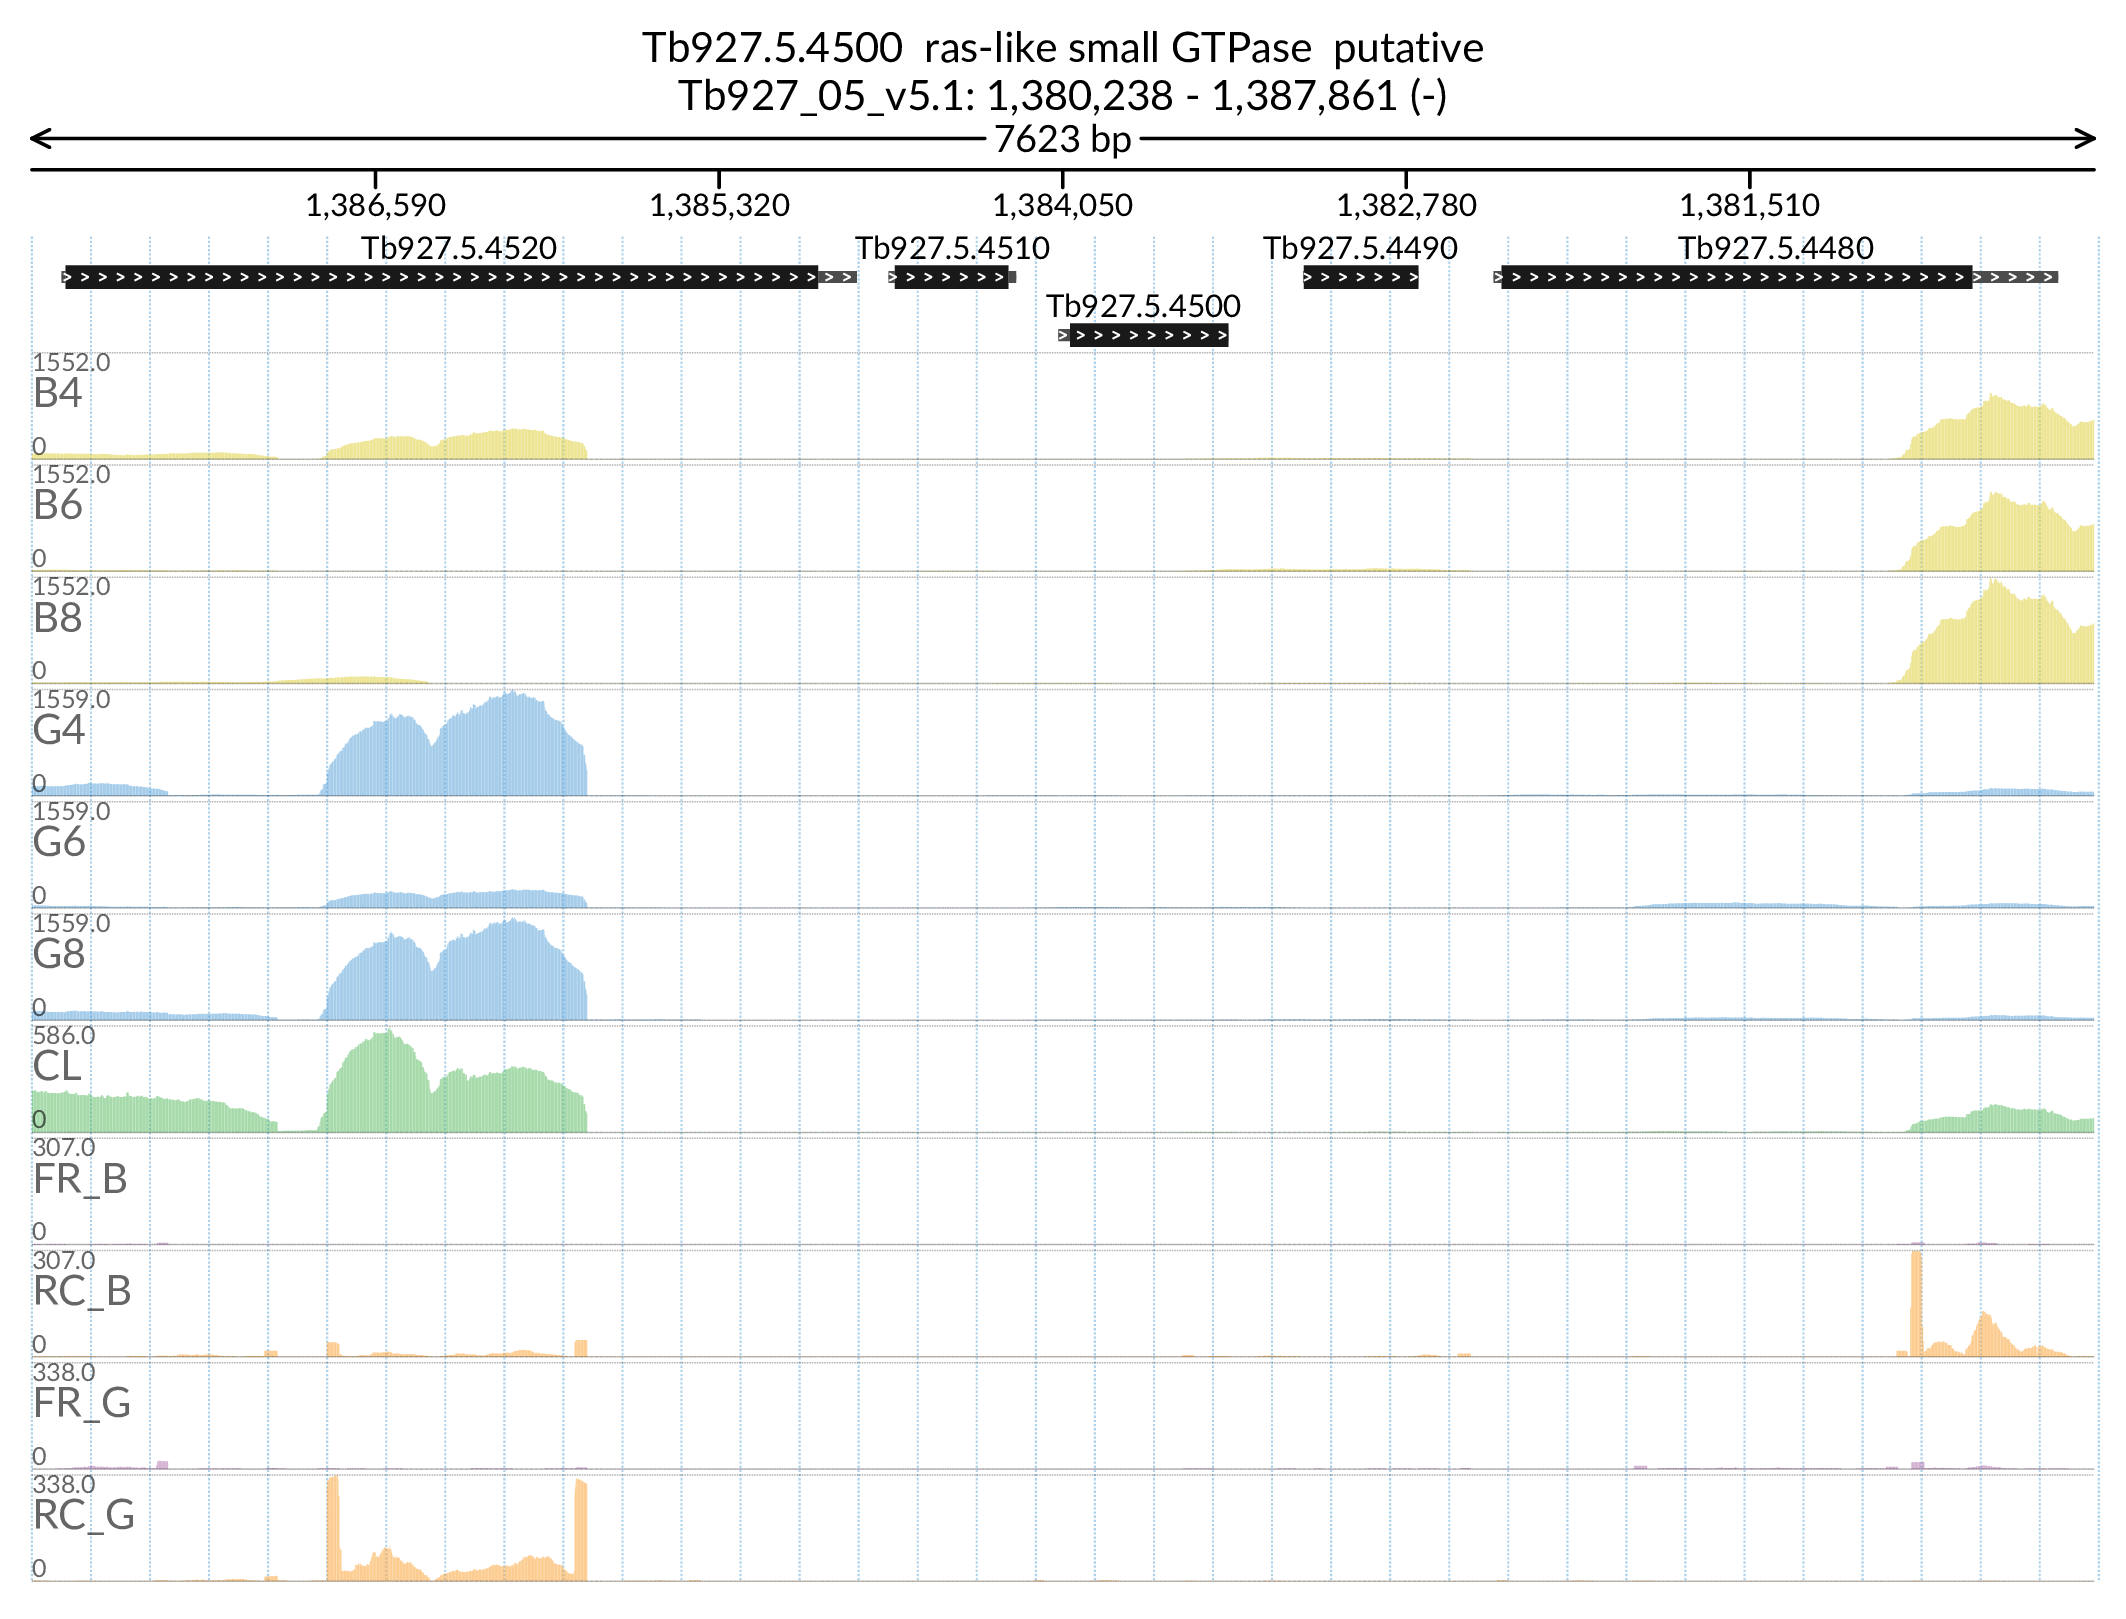 Tb927.5.4500 ras-like small GTPase putative
Tb927_05_v5.1: 1,380,238 - 1,387,861 (-)
7623 bp
1,386,590 1,385,320 1,384,050 1,382,780 1,381,510
Tb927.5.4520 Tb927.5.4510 Tb927.5.4490 Tb927.5.4480
Tb927.5.4500
1552.0
B4
0
1552.0
B6
0
1552.0
B8
0
1559.0
G4
0
1559.0
G6
0
1559.0
G8
0
586.0
CL
0
307.0
FR_B
0
307.0
RC_B
0
338.0
FR_G
0
338.0
RC_G
0